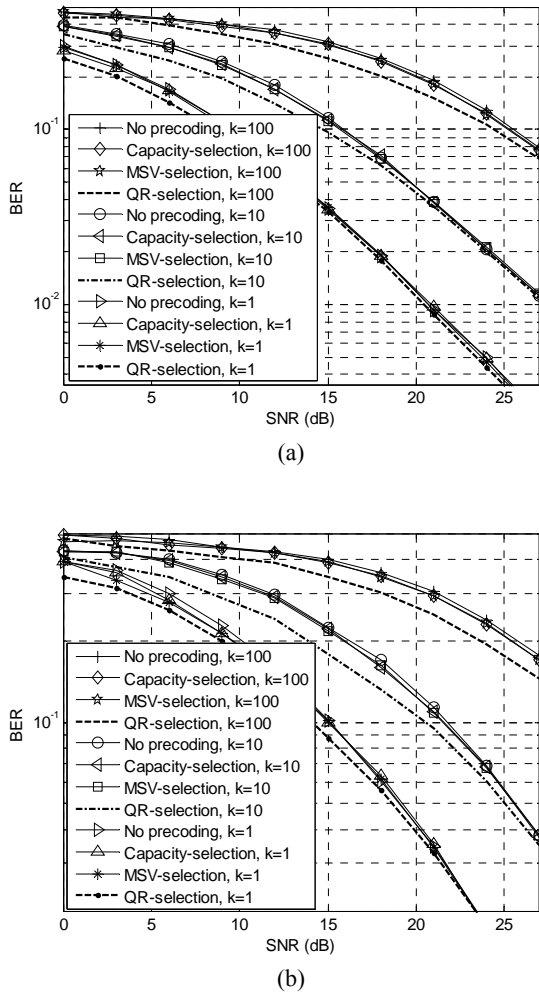 10^-1
10^-2
BER
No precoding, k=100
Capacity-selection, k=100
MSV-selection, k=100
QR-selection, k=100
No precoding, k=10
Capacity-selection, k=10
MSV-selection, k=10
QR-selection, k=10
No precoding, k=1
Capacity-selection, k=1
MSV-selection, k=1
QR-selection, k=1
0 5 10 15 20 25
SNR (dB)
(a)
10^-1
BER
No precoding, k=100
Capacity-selection, k=100
MSV-selection, k=100
QR-selection, k=100
No precoding, k=10
Capacity-selection, k=10
MSV-selection, k=10
QR-selection, k=10
No precoding, k=1
Capacity-selection, k=1
MSV-selection, k=1
QR-selection, k=1
0 5 10 15 20 25
SNR (dB)
(b)